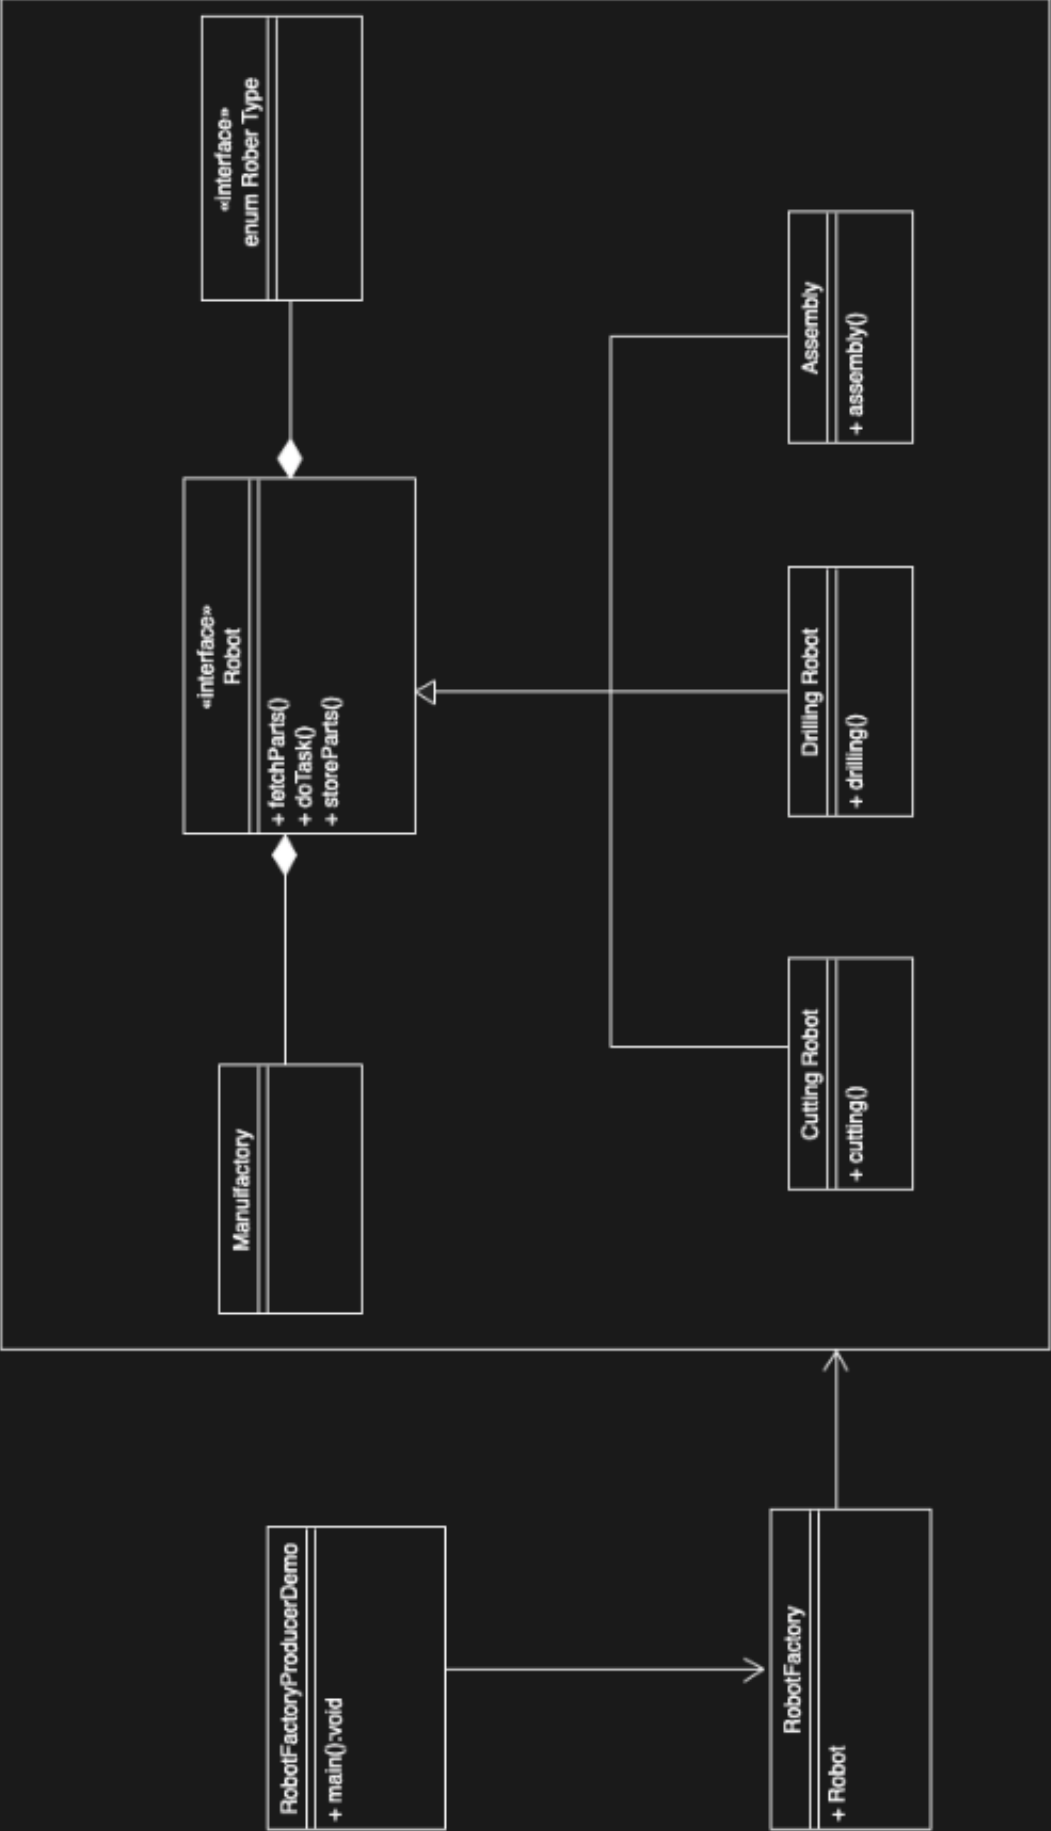 RobotFactoryProducerDemo
+ main():void
RobotFactory
+ Robot
Manuifactory
«interface»
Robot
+ fetchParts()
+ doTask()
+ storeParts()
«interface»
enum Rober Type
Cutting Robot
+ cutting()
Drilling Robot
+ drilling()
Assembly
+ assembly()